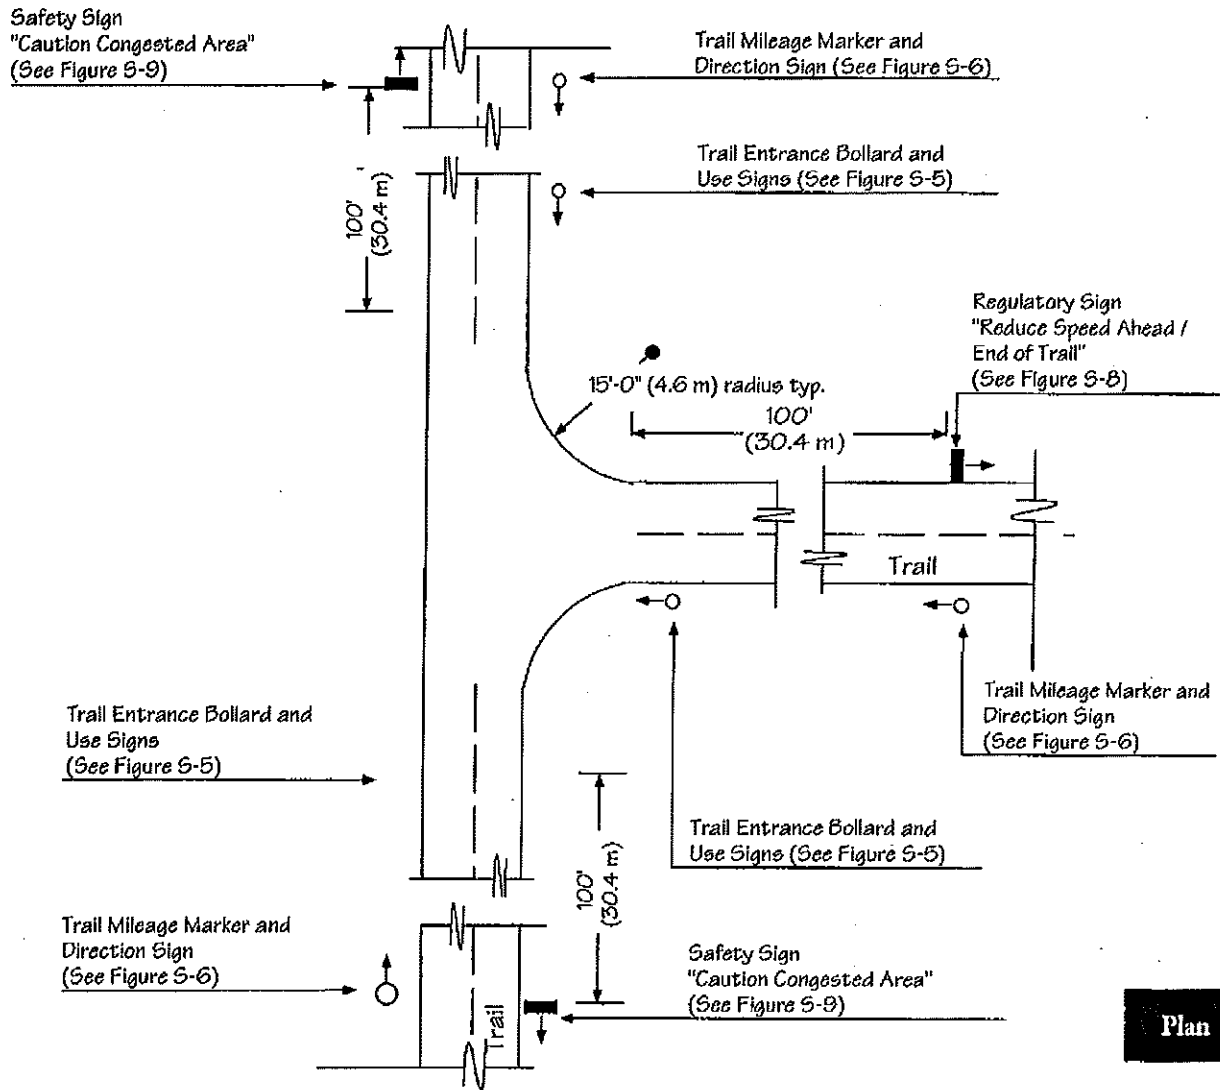 Safety Sign
"Caution Congested Area"
(See Figure S-9)
Trail Mileage Marker and
Direction Sign (See Figure S-6)
Trail Entrance Bollard and
Use Signs (See Figure S-5)
100'
(30.4 m)
Regulatory Sign
"Reduce Speed Ahead /
End of Trail"
(See Figure S-8)
15'-0" (4.6 m) radius typ.
100'
(30.4 m)
Trail
Trail Entrance Bollard and
Use Signs
(See Figure S-5)
Trail Mileage Marker and
Direction Sign
(See Figure S-6)
Trail Entrance Bollard and
Use Signs (See Figure S-5)
100'
(30.4 m)
Trail Mileage Marker and
Direction Sign
(See Figure S-6)
Safety Sign
"Caution Congested Area"
(See Figure S-9)
Trail
Plan